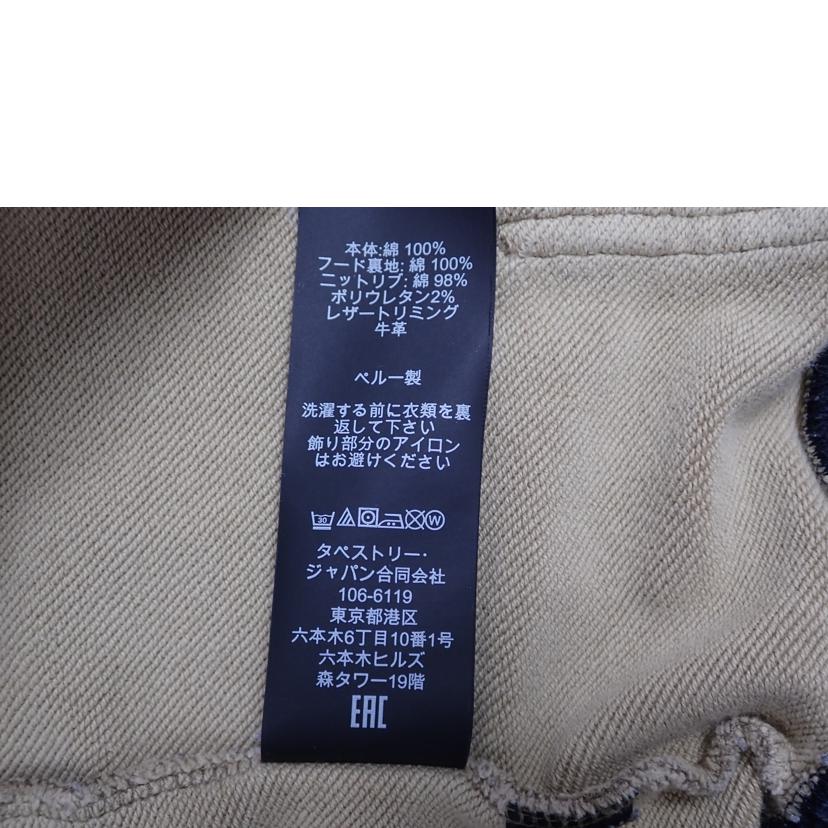 本体:綿 100%
フード裏地: 綿 100%
ニットリブ: 綿 98%
ポリウレタン2%
レザートリミング
牛革
ペルー製
洗濯する前に衣類を裏
返して下さい
飾り部分のアイロン
はお避けください
30 W
タペストリー・
ジャパン合同会社
106-6119
東京都港区
六本木6丁目10番1号
六本木ヒルズ
森タワー19階
EAC